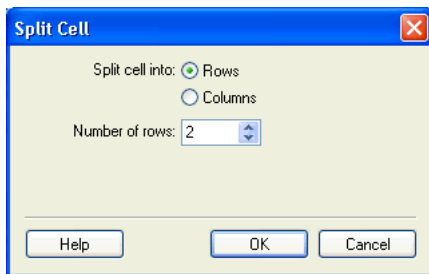 Split Cell
Split cell into: Rows
Columns
Number of rows: 2
Help OK Cancel